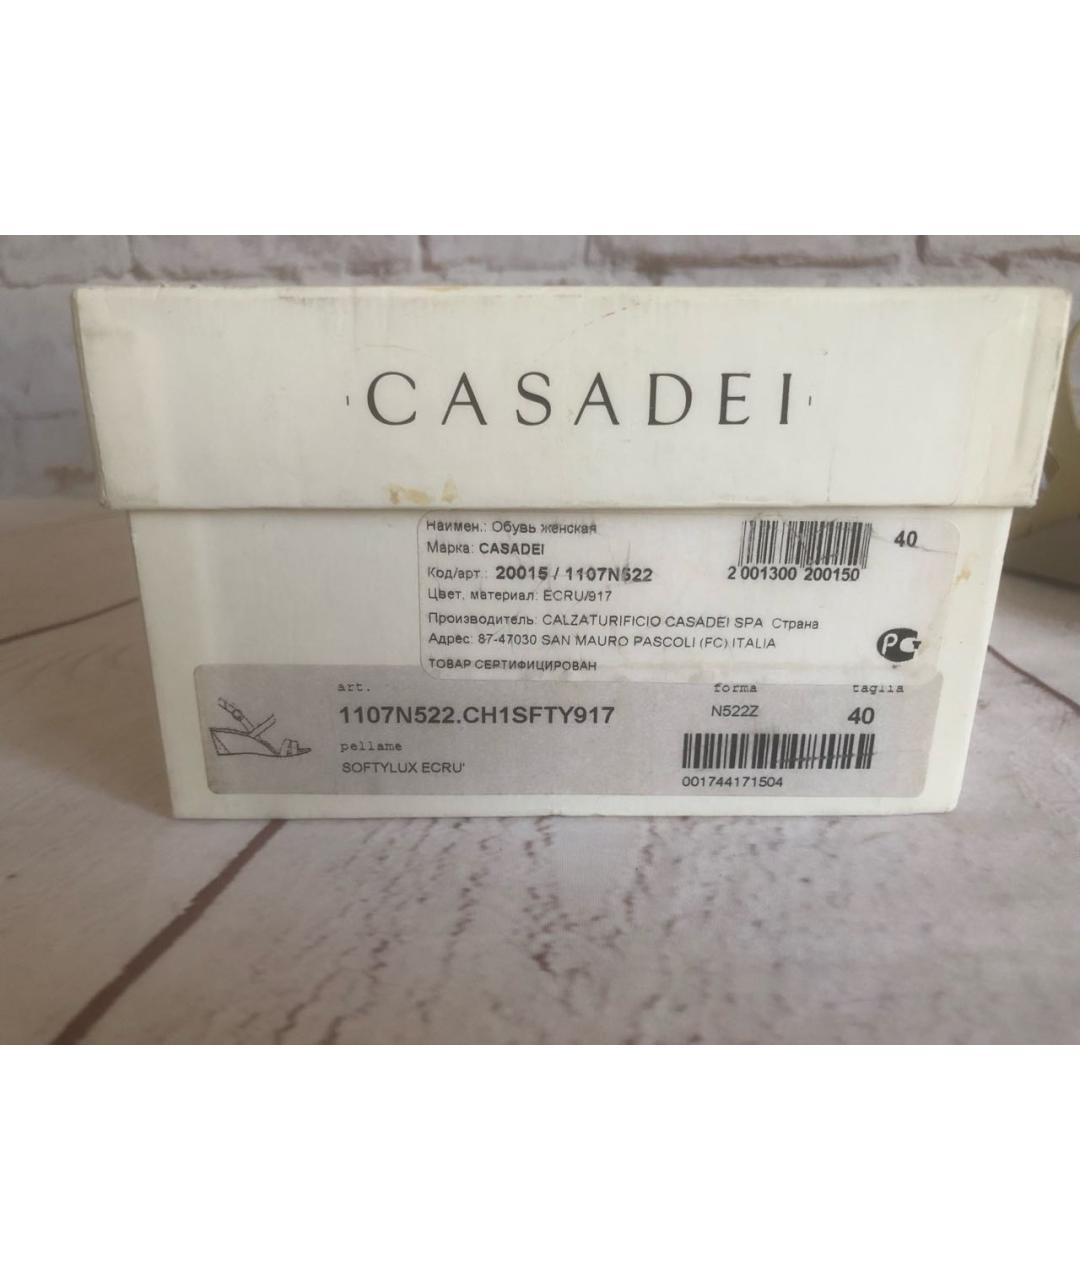 CASADEI
Наимен.: Обувь женская
Марка: CASADEI
40
Код/арт.: 20015 / 1107N522
2 001300 200150
Цвет, материал: ECRU/917
Производитель: CALZATURIFICIO CASADEI SPA Страна
Адрес: 87-47030 SAN MAURO PASCOLI (FC) ITALIA
ТОВАР СЕРТИФИЦИРОВАН
РСТ
art. forma taglia
1107N522.CH1SFTY917 N522Z 40
pellame
SOFTYLUX ECRU'
001744171504